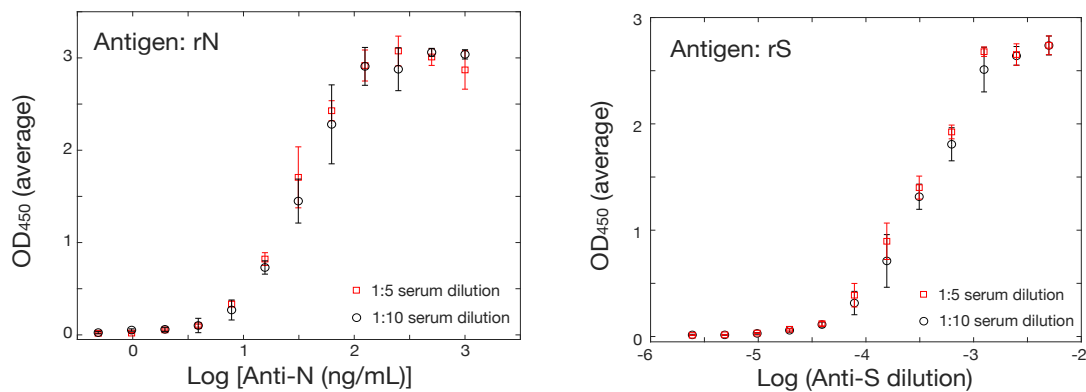 Antigen: rN
OD450 (average)
3
2
1
0
0
1
2
3
1:5 serum dilution
1:10 serum dilution
Log [Anti-N (ng/mL)]
Antigen: rS
OD450 (average)
3
2
1
0
-6
-5
-4
-3
-2
1:5 serum dilution
1:10 serum dilution
Log (Anti-S dilution)